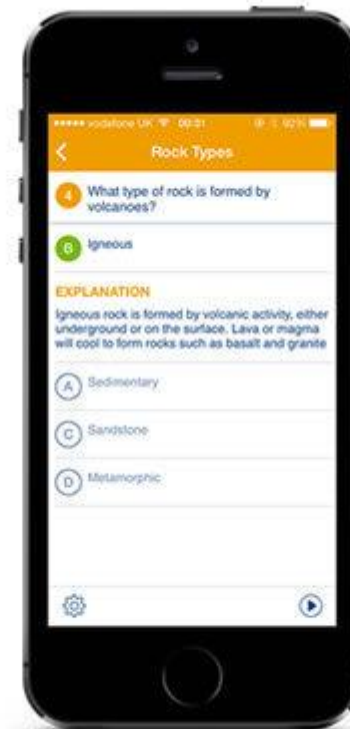 vodafone UK 09:31 92%
Rock Types
4 What type of rock is formed by
volcanoes?
B Igneous
EXPLANATION
Igneous rock is formed by volcanic activity, either
underground or on the surface. Lava or magma
will cool to form rocks such as basalt and granite
A Sedimentary
C Sandstone
D Metamorphic